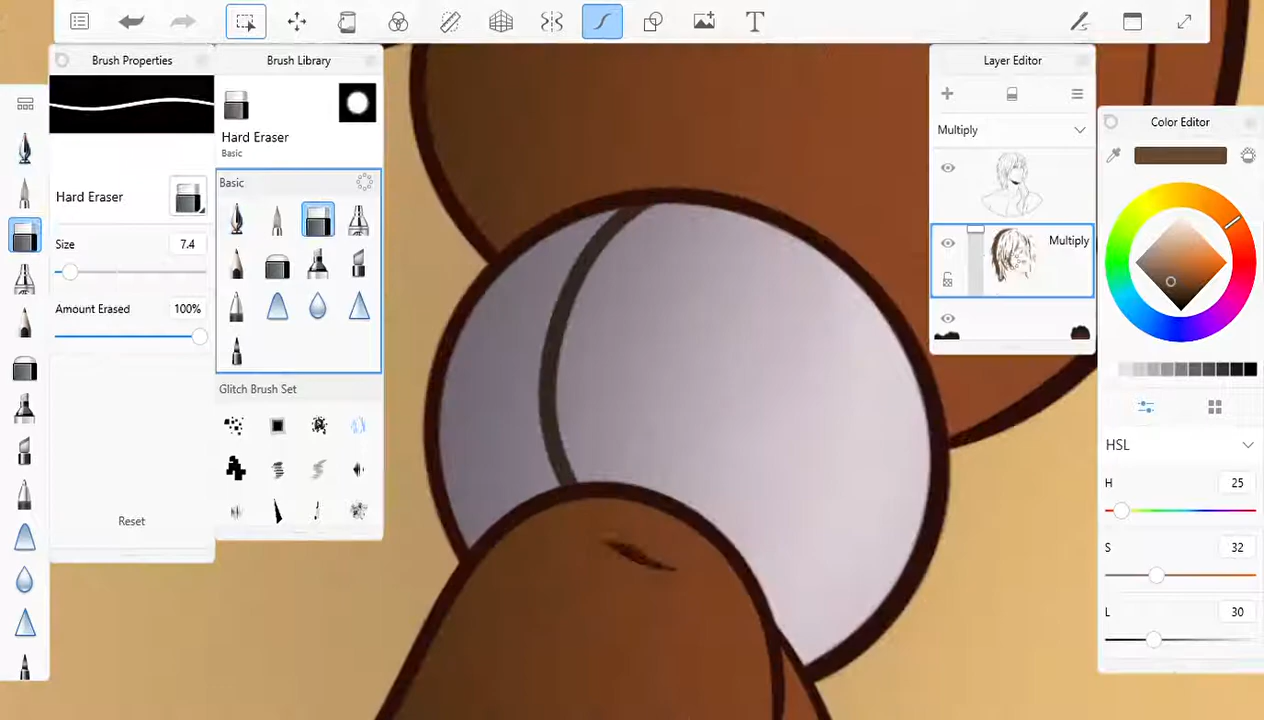 T
Brush Properties
Hard Eraser
Size 7.4
Amount Erased 100%
Reset
Brush Library
Hard Eraser
Basic
Basic
Glitch Brush Set
Layer Editor
Multiply
Multiply
Color Editor
HSL
H 25
S 32
L 30